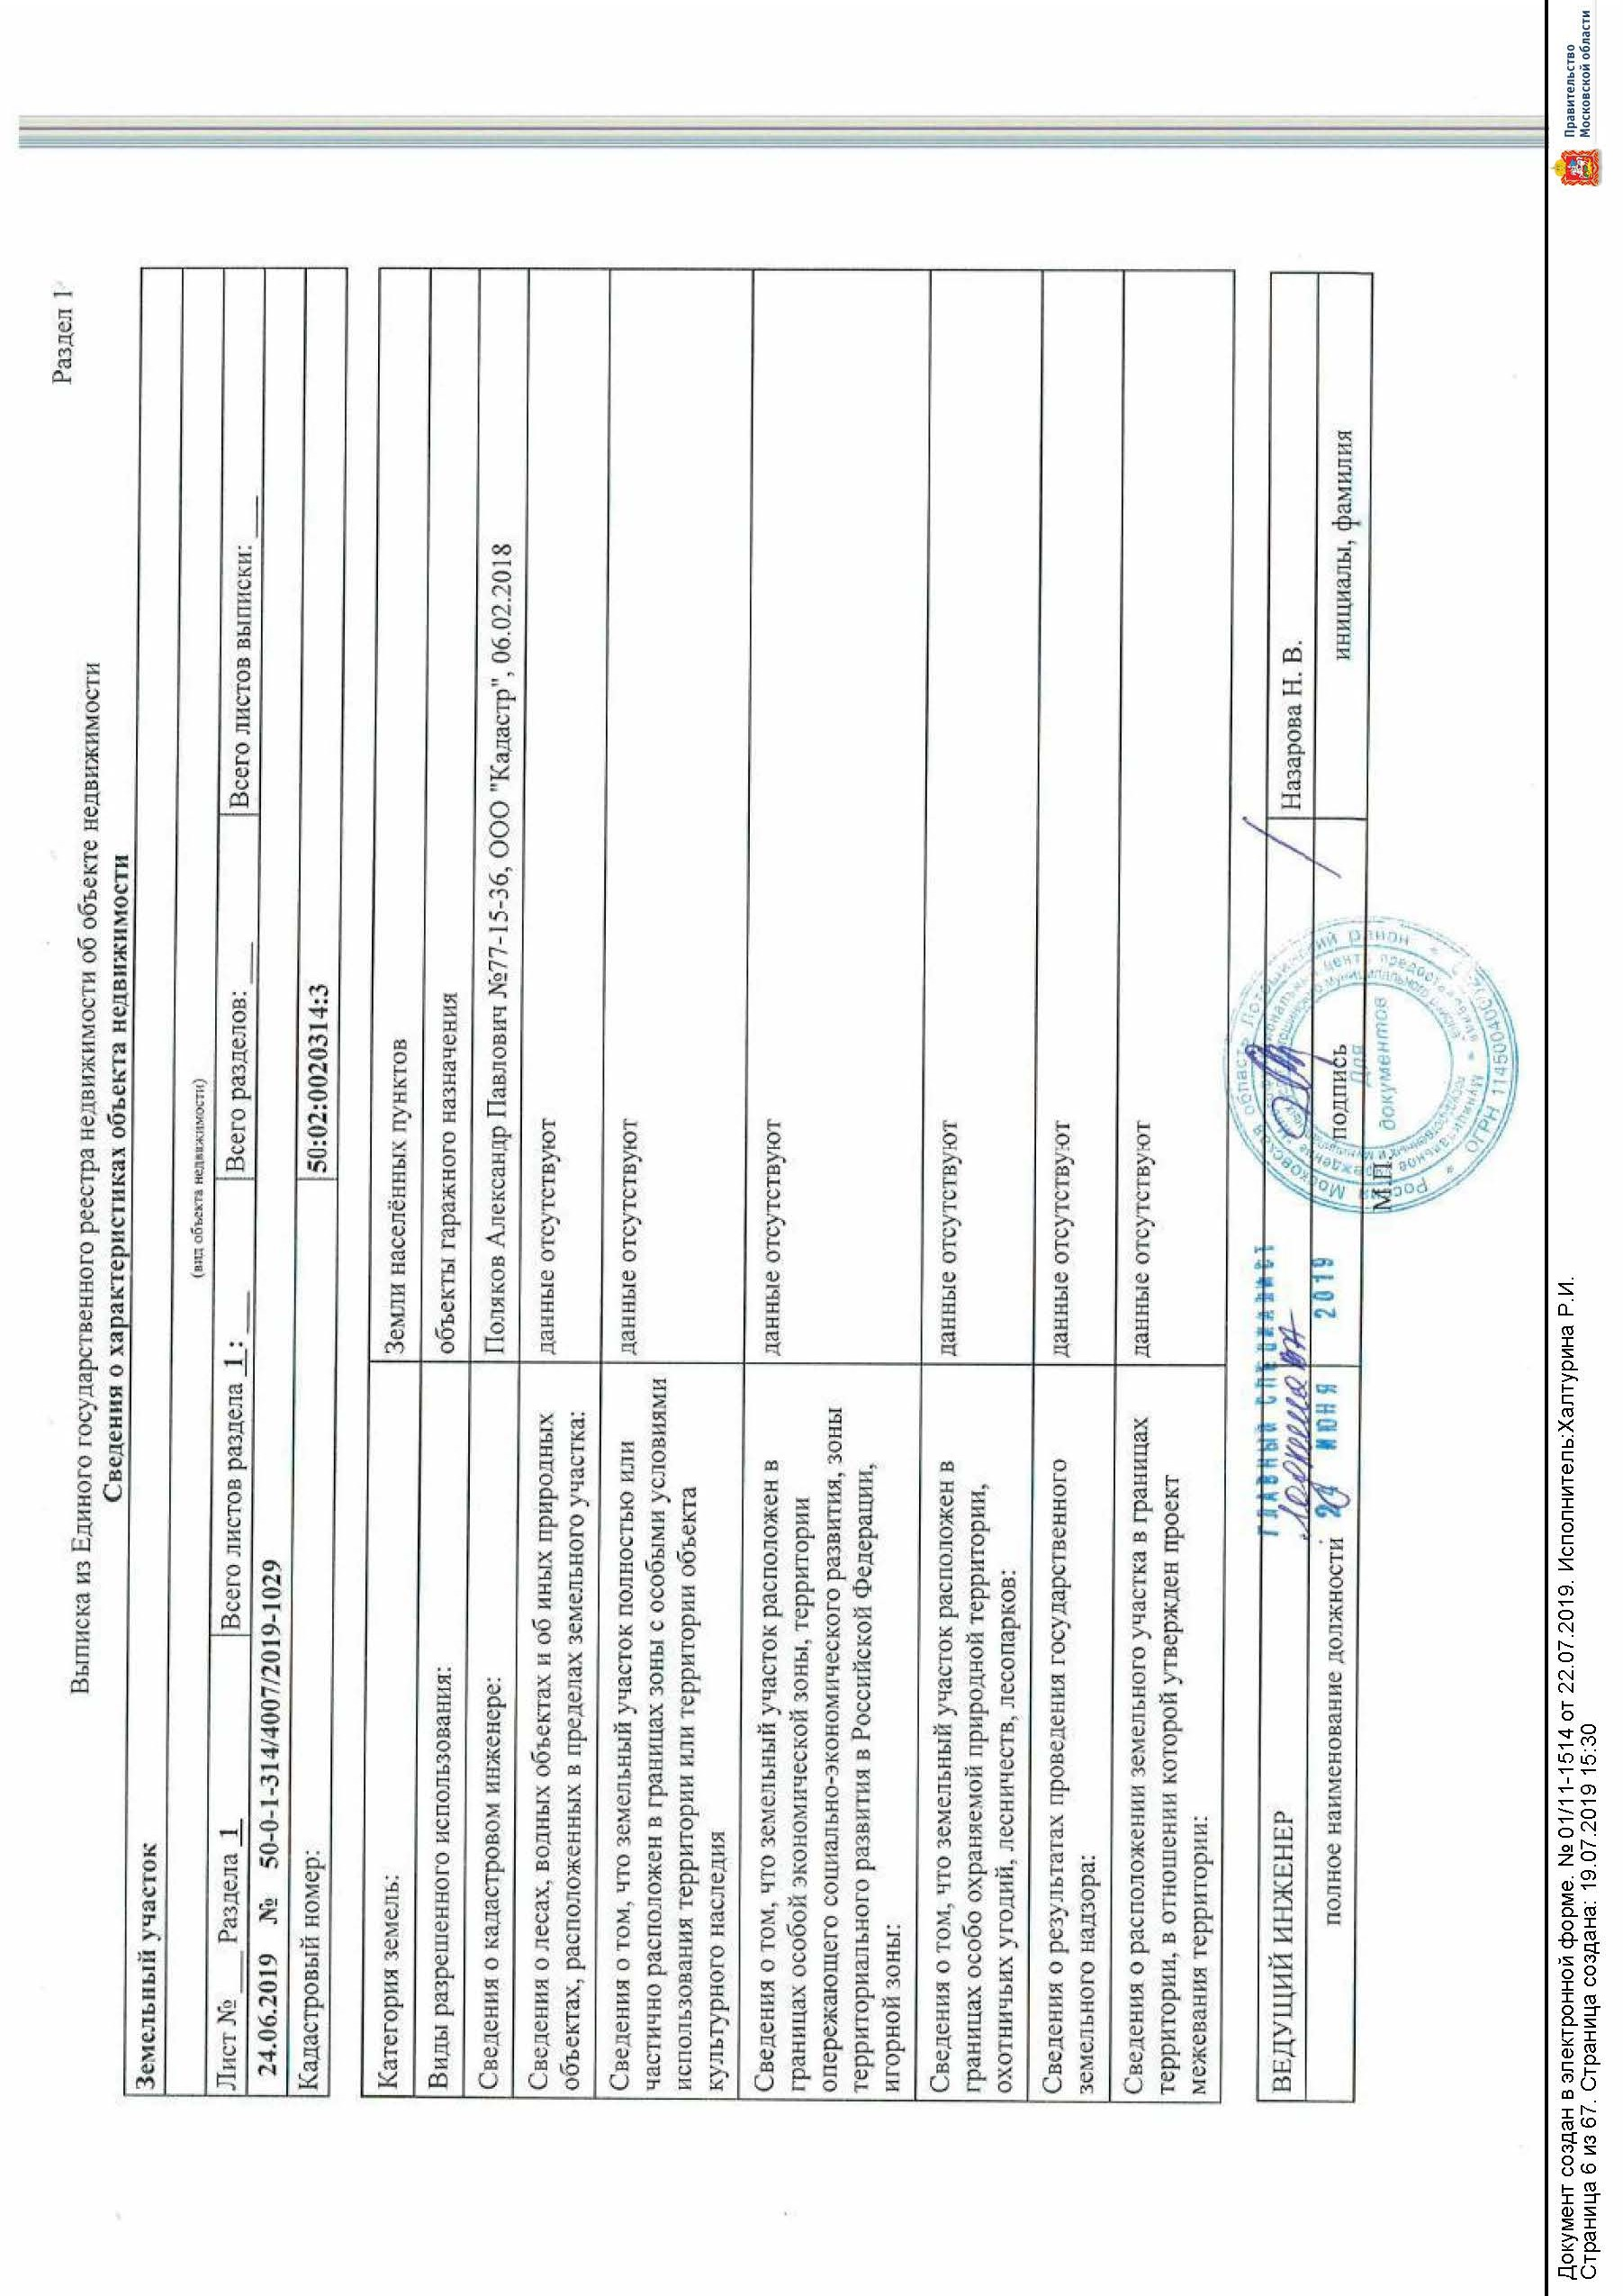 Раздел 1
Выписка из Единого государственного реестра недвижимости об объекте недвижимости
Сведения о характеристиках объекта недвижимости
Земельный участок
(вид объекта недвижимости)
Лист № ___ Раздела 1 Всего листов раздела 1 : ___ Всего разделов: ___ Всего листов выписки: ___
24.06.2019 № 50-0-1-314/4007/2019-1029
Кадастровый номер: 50:02:0020314:3
Категория земель: Земли населённых пунктов
Виды разрешенного использования: объекты гаражного назначения
Сведения о кадастровом инженере: Поляков Александр Павлович №77-15-36, ООО "Кадастр", 06.02.2018
Сведения о лесах, водных объектах и об иных природных данные отсутствуют
объектах, расположенных в пределах земельного участка:
Сведения о том, что земельный участок полностью или данные отсутствуют
частично расположен в границах зоны с особыми условиями
использования территории или территории объекта
культурного наследия
Сведения о том, что земельный участок расположен в данные отсутствуют
границах особой экономической зоны, территории
опережающего социально-экономического развития, зоны
территориального развития в Российской Федерации,
игорной зоны:
Сведения о том, что земельный участок расположен в данные отсутствуют
границах особо охраняемой природной территории,
охотничьих угодий, лесничеств, лесопарков:
Сведения о результатах проведения государственного данные отсутствуют
земельного надзора:
Сведения о расположении земельного участка в границах данные отсутствуют
территории, в отношении которой утвержден проект
межевания территории:
ГЛАВНЫЙ СПЕЦИАЛИСТ
ВЕДУЩИЙ ИНЖЕНЕР Назарова Н. В.
полное наименование должности 24 ИЮНЯ 2019 подпись инициалы, фамилия
М.П.
Для
документов
Документ создан в электронной форме. № 01/11-1514 от 22.07.2019. Исполнитель:Халтурина Р.И.
Страница 6 из 67. Страница создана: 19.07.2019 15:30
Правительство
Московской области